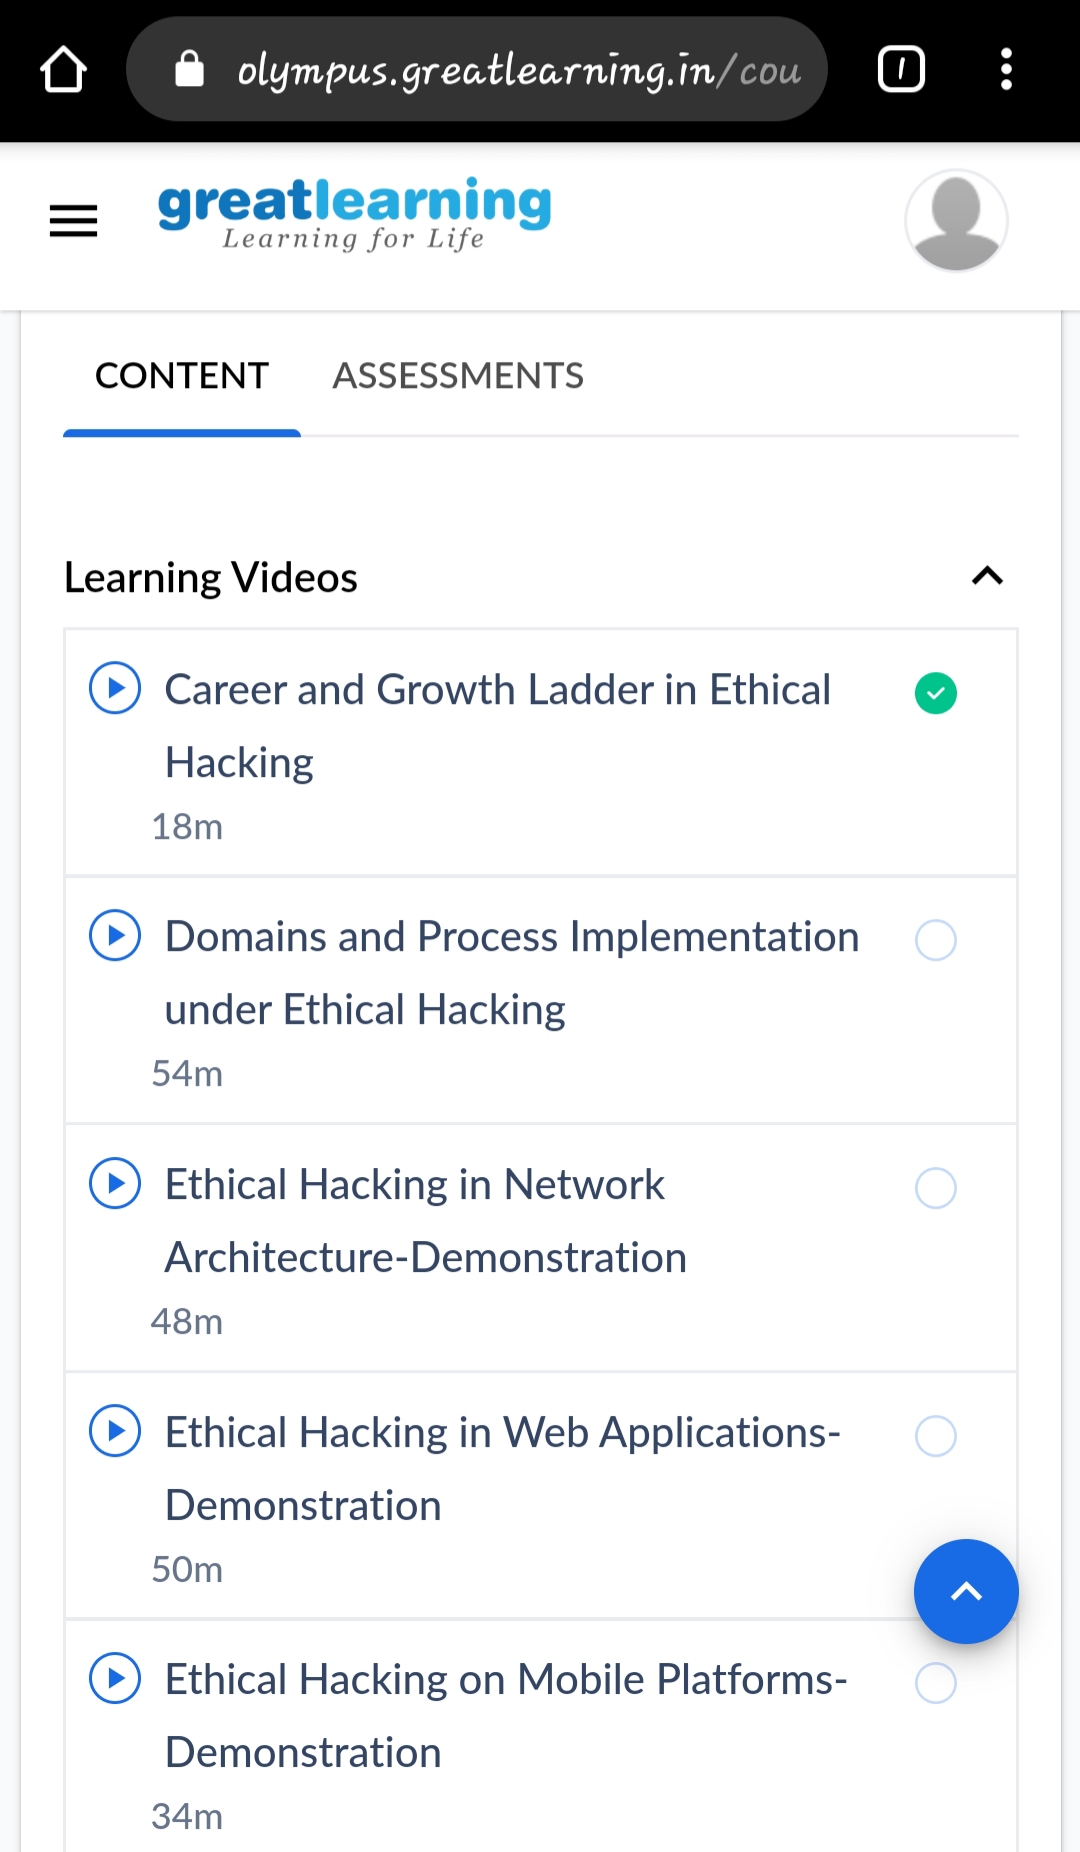 olympus.greatlearning.in/cou
greatlearning
Learning for Life
CONTENT ASSESSMENTS
Learning Videos
Career and Growth Ladder in Ethical
Hacking
18m
Domains and Process Implementation
under Ethical Hacking
54m
Ethical Hacking in Network
Architecture-Demonstration
48m
Ethical Hacking in Web Applications-
Demonstration
50m
Ethical Hacking on Mobile Platforms-
Demonstration
34m